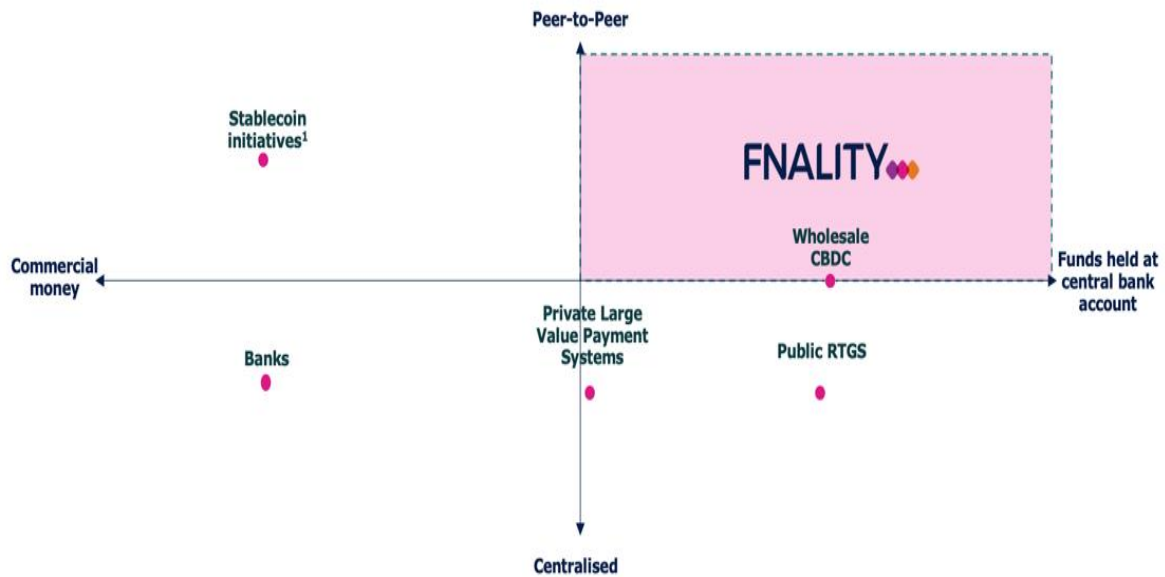 Peer-to-Peer
Stablecoin
initiatives¹
FNALITY
Wholesale
CBDC
Commercial
money
Funds held at
central bank
account
Private Large
Value Payment
Systems
Banks
Public RTGS
Centralised